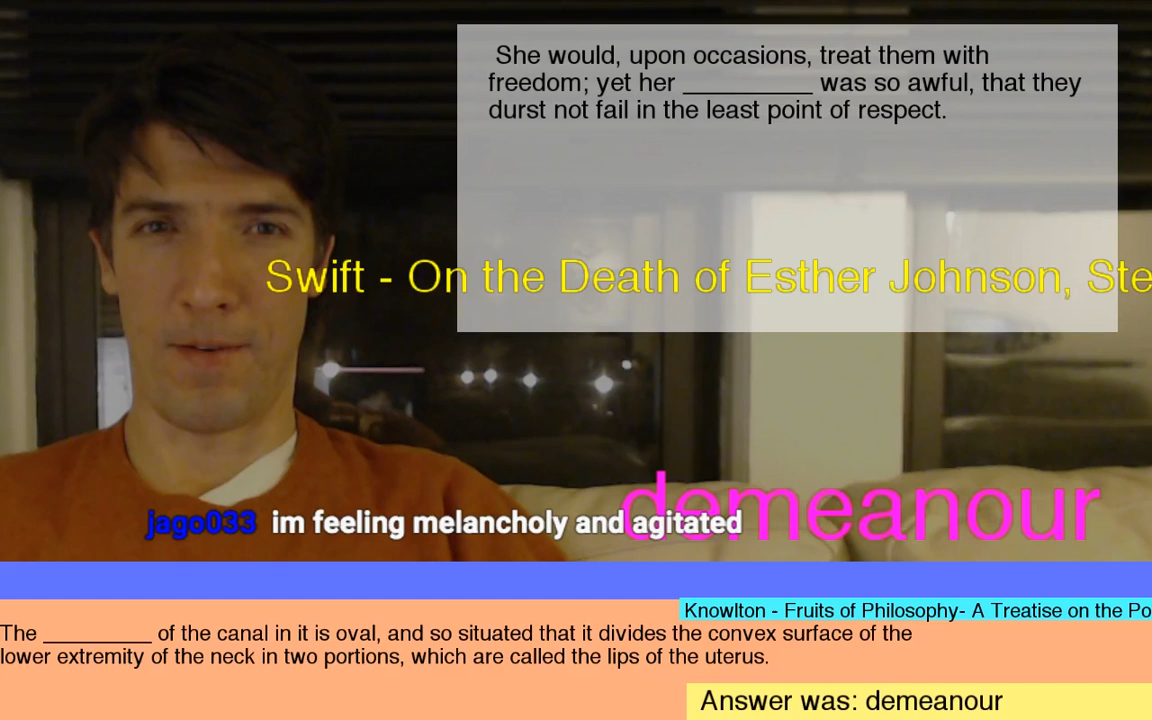 She would, upon occasions, treat them with
freedom; yet her __________ was so awful, that they
durst not fail in the least point of respect.
Swift - On the Death of Esther Johnson, Ste
demeanour
jago033 im feeling melancholy and agitated
Knowlton - Fruits of Philosophy- A Treatise on the Po
The __________ of the canal in it is oval, and so situated that it divides the convex surface of the
lower extremity of the neck in two portions, which are called the lips of the uterus.
Answer was: demeanour